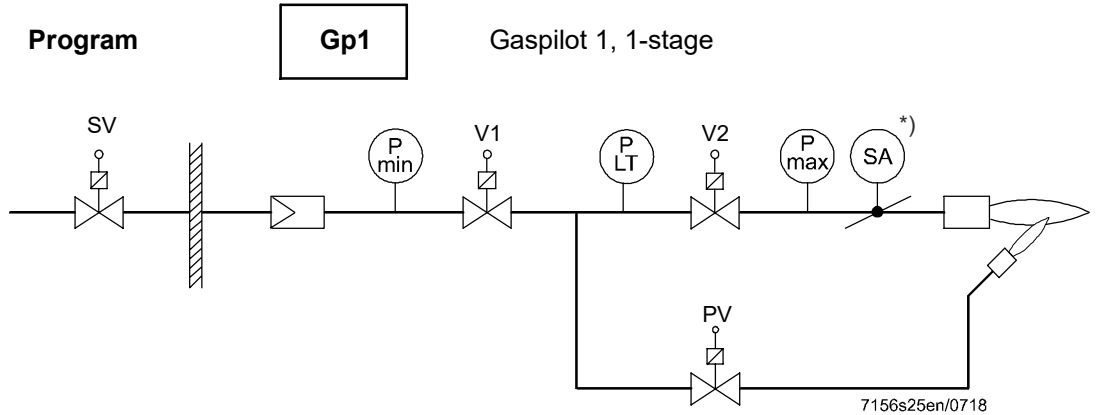 Program Gp1 Gaspilot 1, 1-stage
SV
V1
V2
*)
P
min
P
LT
P
max
SA
PV
7156s25en/0718